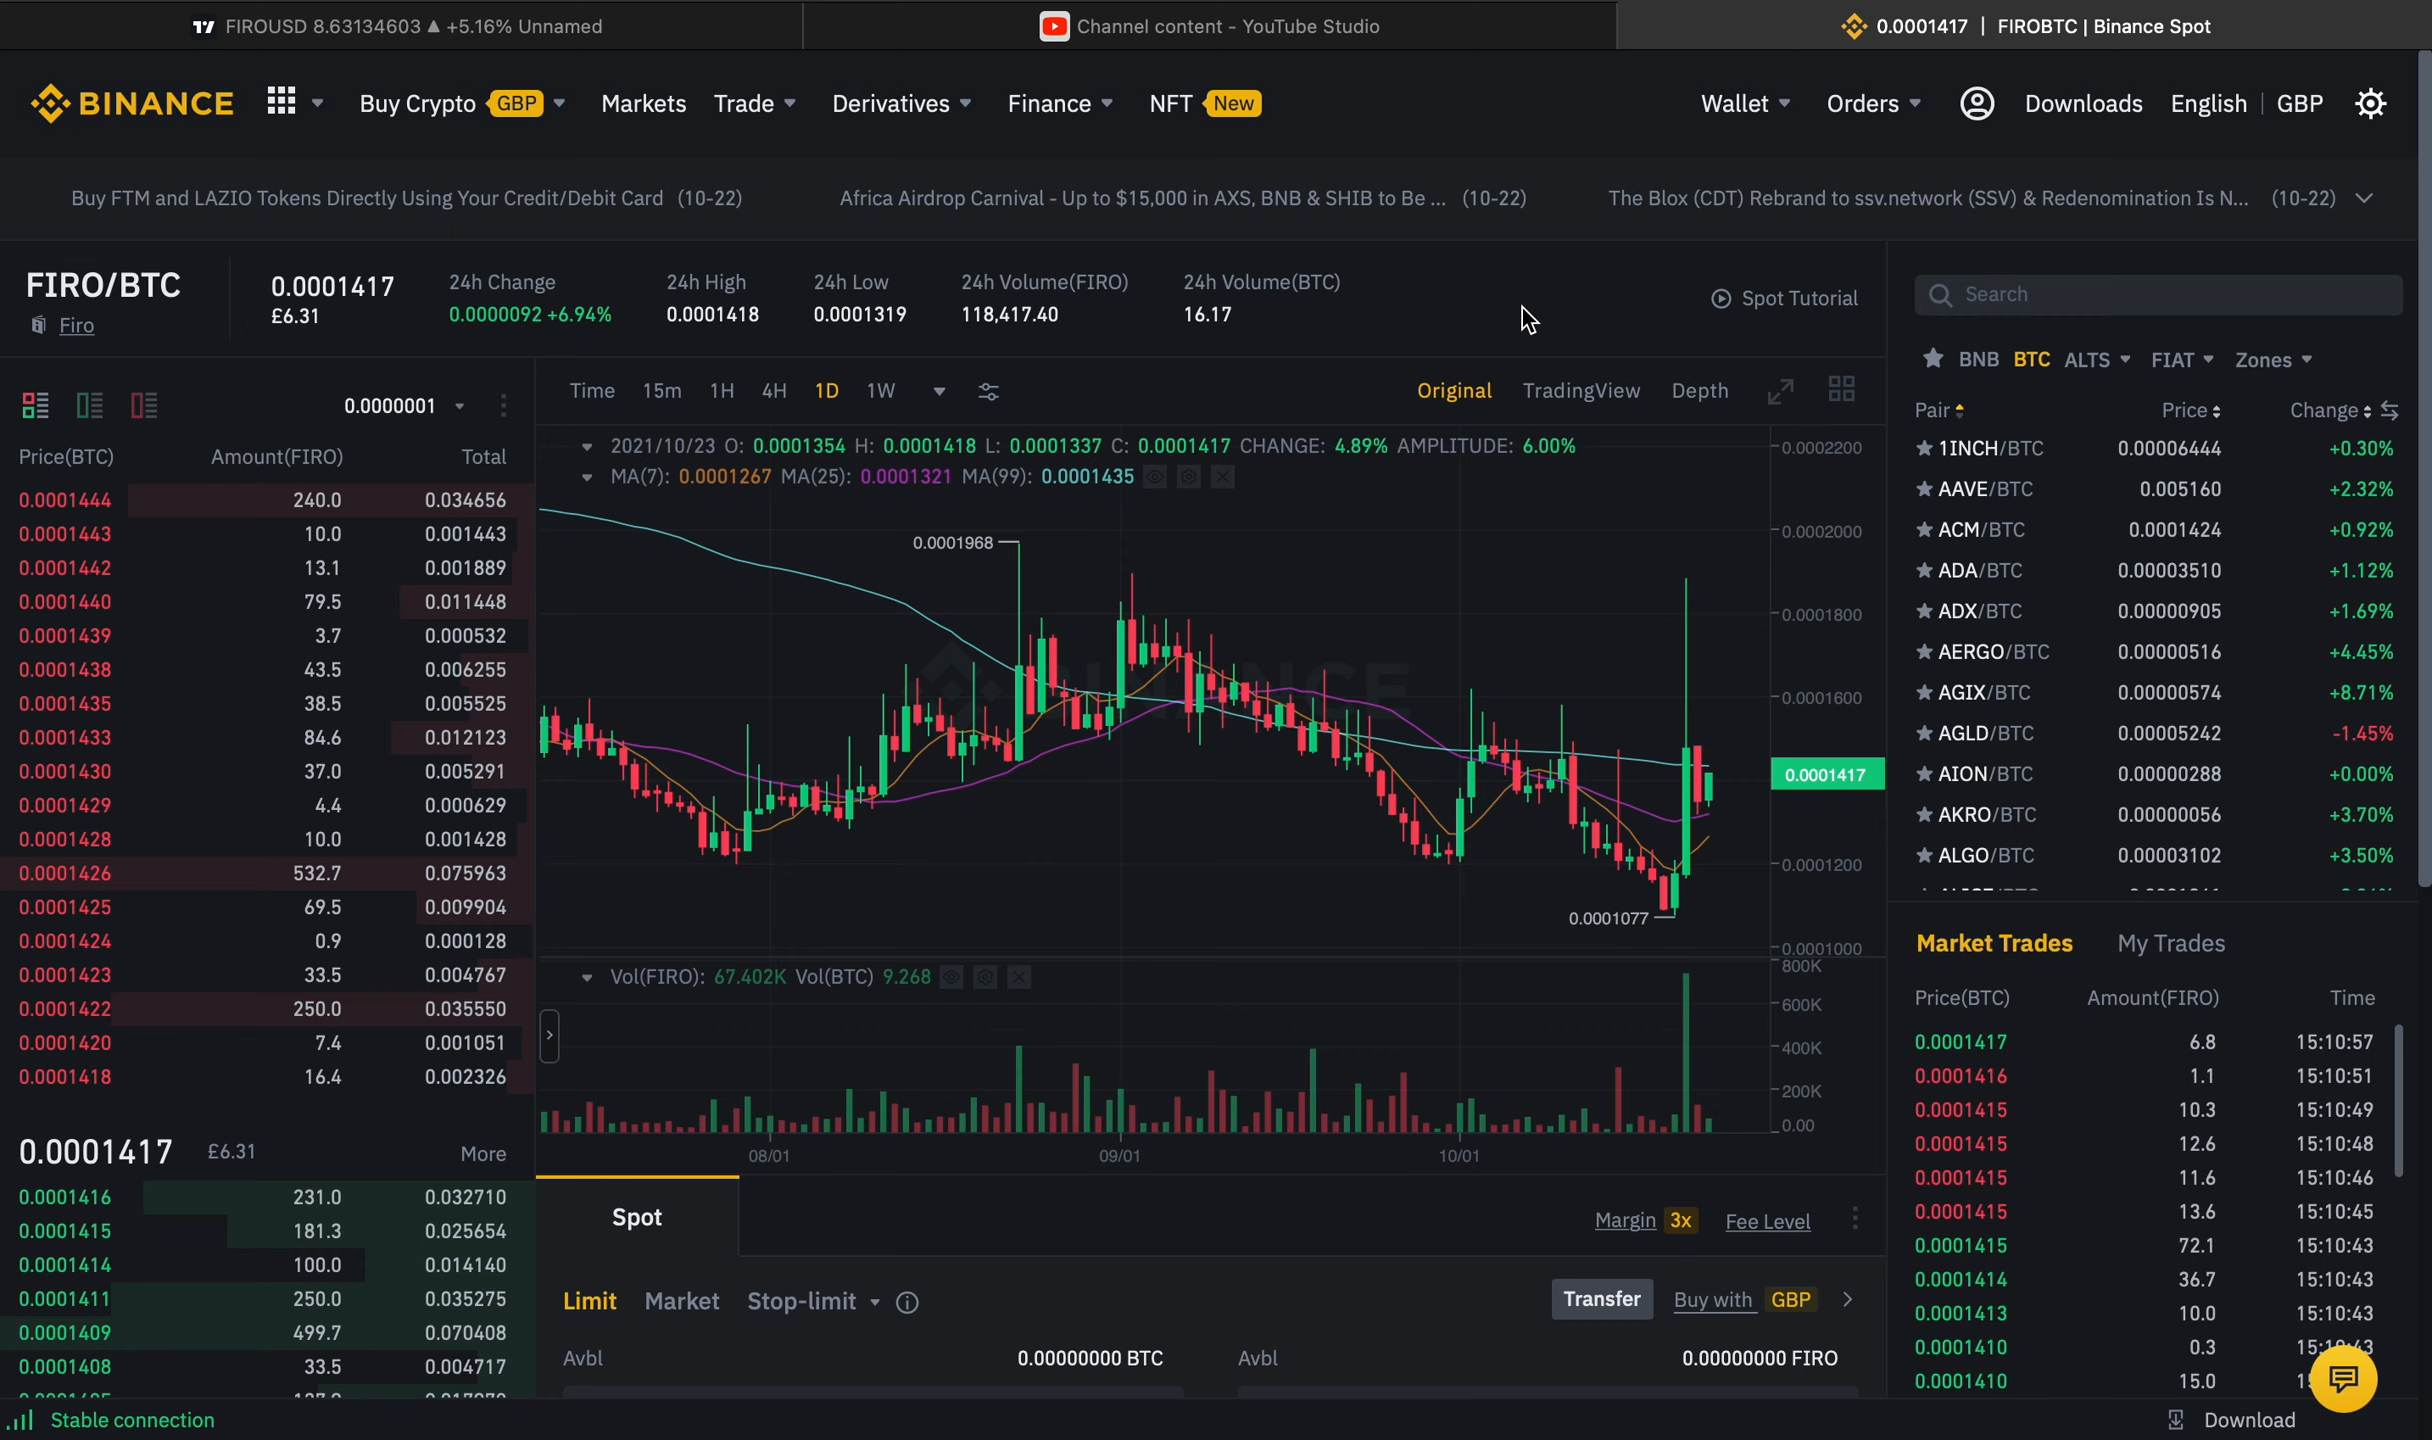 FIROUSD 8.63134603 ▲ +5.16% Unnamed
Channel content - YouTube Studio
0.0001417 | FIROBTC | Binance Spot
BINANCE
Buy Crypto GBP
Markets
Trade
Derivatives
Finance
NFT New
Wallet
Orders
Downloads
English
GBP
Buy FTM and LAZIO Tokens Directly Using Your Credit/Debit Card (10-22)
Africa Airdrop Carnival - Up to $15,000 in AXS, BNB & SHIB to Be ... (10-22)
The Blox (CDT) Rebrand to ssv.network (SSV) & Redenomination Is N... (10-22)
FIRO/BTC
Firo
0.0001417
£6.31
24h Change
0.0000092 +6.94%
24h High
0.0001418
24h Low
0.0001319
24h Volume(FIRO)
118,417.40
24h Volume(BTC)
16.17
Spot Tutorial
0.0000001
Price(BTC) Amount(FIRO) Total
0.0001444 240.0 0.034656
0.0001443 10.0 0.001443
0.0001442 13.1 0.001889
0.0001440 79.5 0.011448
0.0001439 3.7 0.000532
0.0001438 43.5 0.006255
0.0001435 38.5 0.005525
0.0001433 84.6 0.012123
0.0001430 37.0 0.005291
0.0001429 4.4 0.000629
0.0001428 10.0 0.001428
0.0001426 532.7 0.075963
0.0001425 69.5 0.009904
0.0001424 0.9 0.000128
0.0001423 33.5 0.004767
0.0001422 250.0 0.035550
0.0001420 7.4 0.001051
0.0001418 16.4 0.002326
0.0001417 £6.31 More
0.0001416 231.0 0.032710
0.0001415 181.3 0.025654
0.0001414 100.0 0.014140
0.0001411 250.0 0.035275
0.0001409 499.7 0.070408
0.0001408 33.5 0.004717
Time 15m 1H 4H 1D 1W
Original TradingView Depth
2021/10/23 O: 0.0001354 H: 0.0001418 L: 0.0001337 C: 0.0001417 CHANGE: 4.89% AMPLITUDE: 6.00%
MA(7): 0.0001267 MA(25): 0.0001321 MA(99): 0.0001435
BINANCE
0.0001968
0.0001077
0.0002200
0.0002000
0.0001800
0.0001600
0.0001417
0.0001200
0.0001000
Vol(FIRO): 67.402K Vol(BTC) 9.268
800K
600K
400K
200K
0.00
08/01 09/01 10/01
Spot
Margin 3x Fee Level
Limit Market Stop-limit
Transfer Buy with GBP
Avbl 0.00000000 BTC
Avbl 0.00000000 FIRO
Search
BNB BTC ALTS FIAT Zones
Pair Price Change
1INCH/BTC 0.00006444 +0.30%
AAVE/BTC 0.005160 +2.32%
ACM/BTC 0.0001424 +0.92%
ADA/BTC 0.00003510 +1.12%
ADX/BTC 0.00000905 +1.69%
AERGO/BTC 0.00000516 +4.45%
AGIX/BTC 0.00000574 +8.71%
AGLD/BTC 0.00005242 -1.45%
AION/BTC 0.00000288 +0.00%
AKRO/BTC 0.00000056 +3.70%
ALGO/BTC 0.00003102 +3.50%
Market Trades My Trades
Price(BTC) Amount(FIRO) Time
0.0001417 6.8 15:10:57
0.0001416 1.1 15:10:51
0.0001415 10.3 15:10:49
0.0001415 12.6 15:10:48
0.0001415 11.6 15:10:46
0.0001415 13.6 15:10:45
0.0001415 72.1 15:10:43
0.0001414 36.7 15:10:43
0.0001413 10.0 15:10:43
0.0001410 0.3
0.0001410 15.0
Stable connection
Download